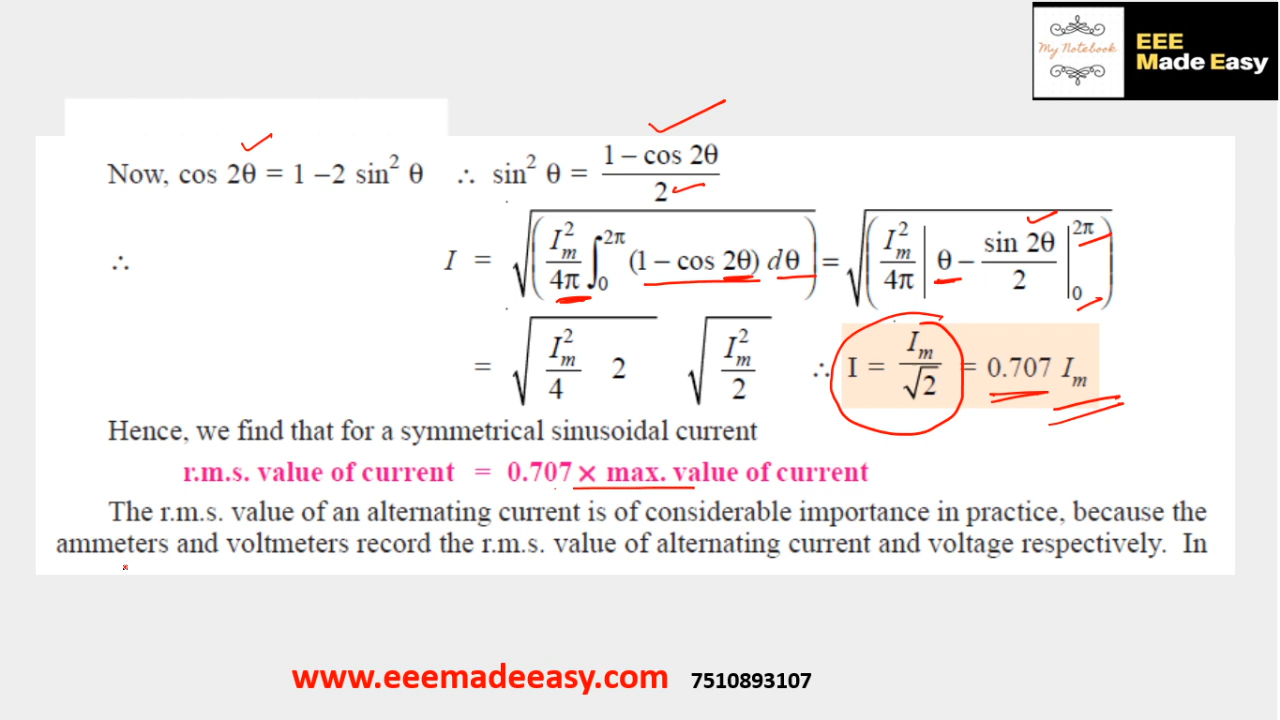 My Notebook
EEE
Made Easy
Now, cos 2θ = 1 –2 sin² θ ∴ sin² θ = (1 – cos 2θ)/2
∴ I = √(I_m²/4π ∫₀^2π (1 – cos 2θ) dθ) = √(I_m²/4π |θ – sin 2θ/2|₀^2π)
= √(I_m²/4 2 √(I_m²/2) ∴ I = I_m/√2 = 0.707 I_m
Hence, we find that for a symmetrical sinusoidal current
r.m.s. value of current = 0.707 × max. value of current
The r.m.s. value of an alternating current is of considerable importance in practice, because the
ammeters and voltmeters record the r.m.s. value of alternating current and voltage respectively. In
www.eeemadeeasy.com 7510893107